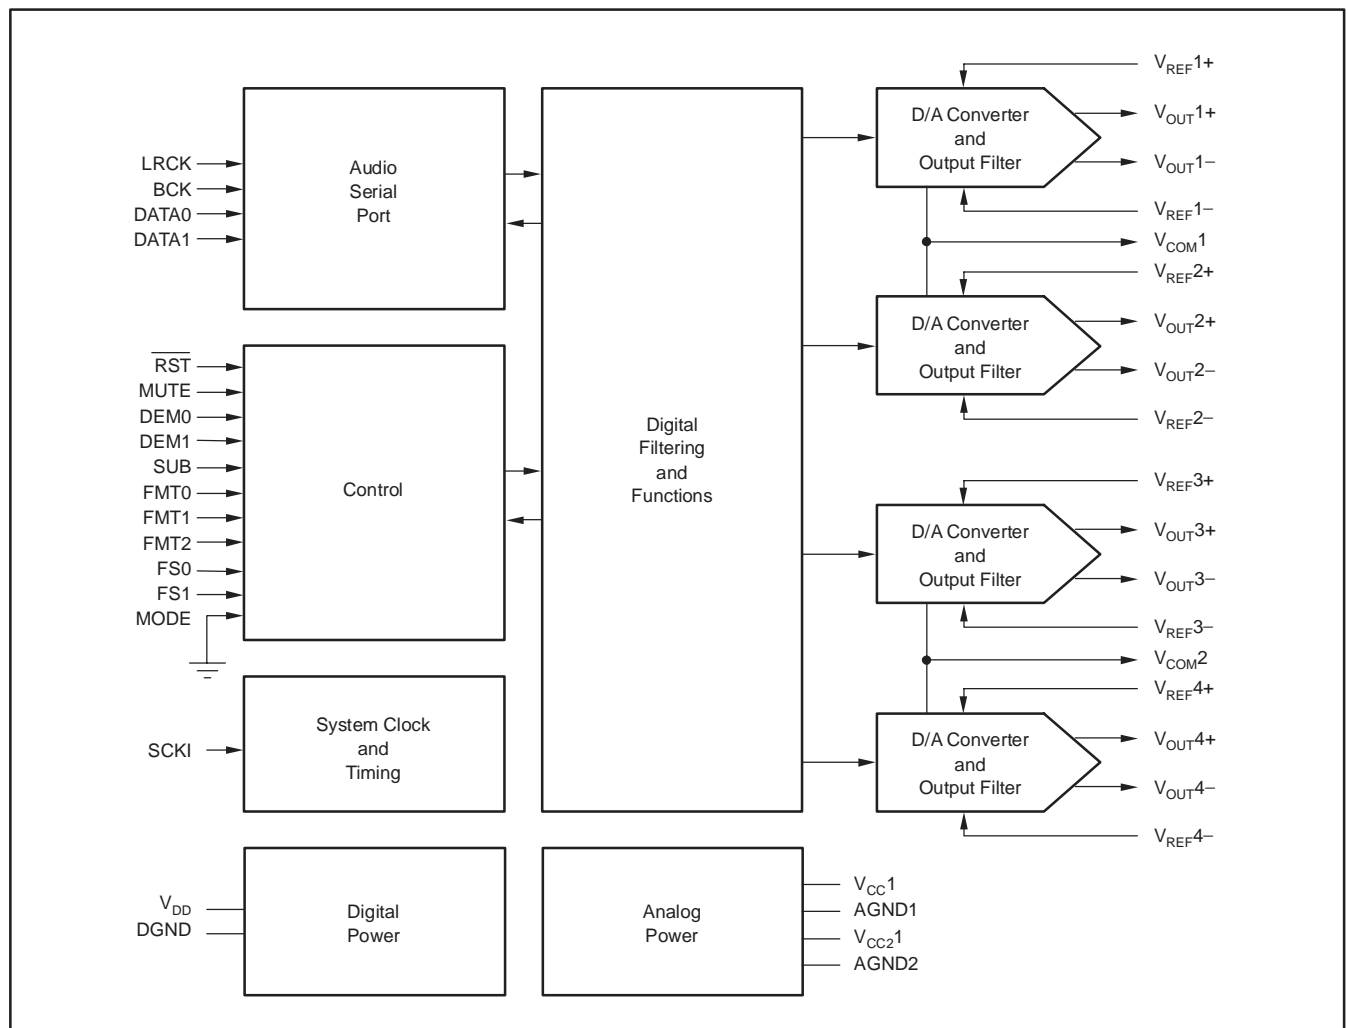 LRCK
BCK
DATA0
DATA1
Audio
Serial
Port
RST
MUTE
DEM0
DEM1
SUB
FMT0
FMT1
FMT2
FS0
FS1
MODE
Control
SCKI
System Clock
and
Timing
VDD
DGND
Digital
Power
Digital
Filtering
and
Functions
Analog
Power
VCC1
AGND1
VCC21
AGND2
D/A Converter
and
Output Filter
VREF1+
VOUT1+
VOUT1−
VREF1−
VCOM1
D/A Converter
and
Output Filter
VREF2+
VOUT2+
VOUT2−
VREF2−
D/A Converter
and
Output Filter
VREF3+
VOUT3+
VOUT3−
VREF3−
VCOM2
D/A Converter
and
Output Filter
VREF4+
VOUT4+
VOUT4−
VREF4−